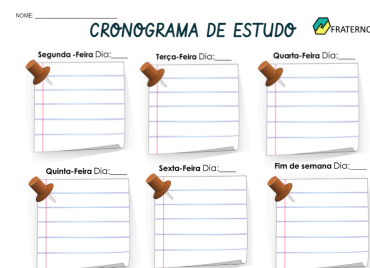 NOME:____________________
CRONOGRAMA DE ESTUDO
FRATERNO
Segunda -Feira Dia:____
Terça-Feira Dia:____
Quarta-Feira Dia:____
Quinta-Feira Dia:____
Sexta-Feira Dia:____
Fim de semana Dia:____